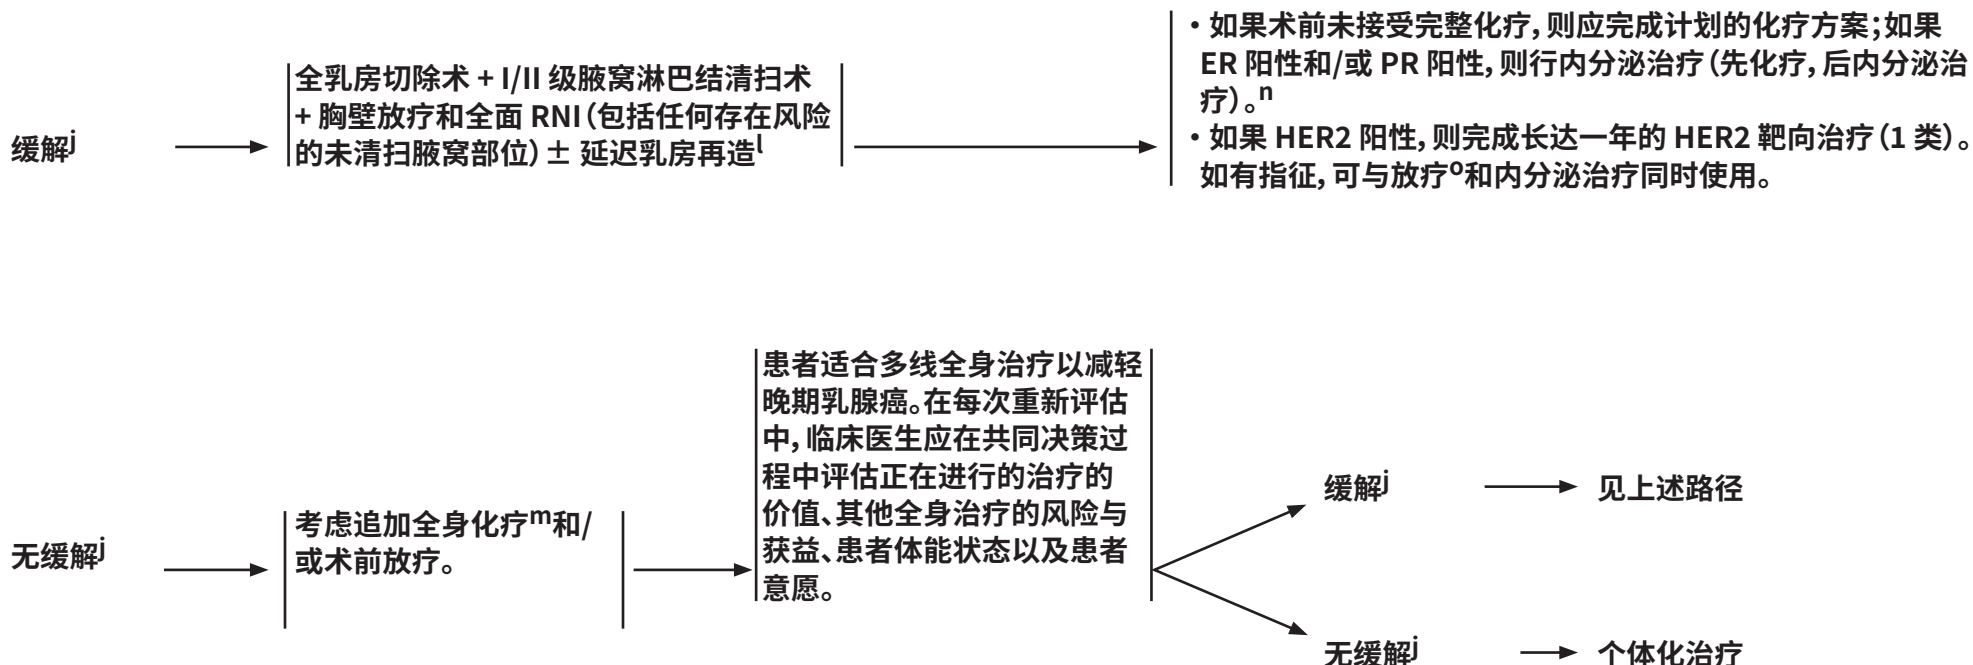 缓解j
全乳房切除术 + I/II 级腋窝淋巴结清扫术
+ 胸壁放疗和全面 RNI（包括任何存在风险
的未清扫腋窝部位）± 延迟乳房再造l
• 如果术前未接受完整化疗，则应完成计划的化疗方案；如果
ER 阳性和/或 PR 阳性，则行内分泌治疗（先化疗，后内分泌治
疗）。n
• 如果 HER2 阳性，则完成长达一年的 HER2 靶向治疗（1 类）。
如有指征，可与放疗o和内分泌治疗同时使用。
无缓解j
考虑追加全身化疗m和/
或术前放疗。
患者适合多线全身治疗以减轻
晚期乳腺癌。在每次重新评估
中，临床医生应在共同决策过
程中评估正在进行的治疗的
价值、其他全身治疗的风险与
获益、患者体能状态以及患者
意愿。
缓解j
见上述路径
无缓解j
个体化治疗